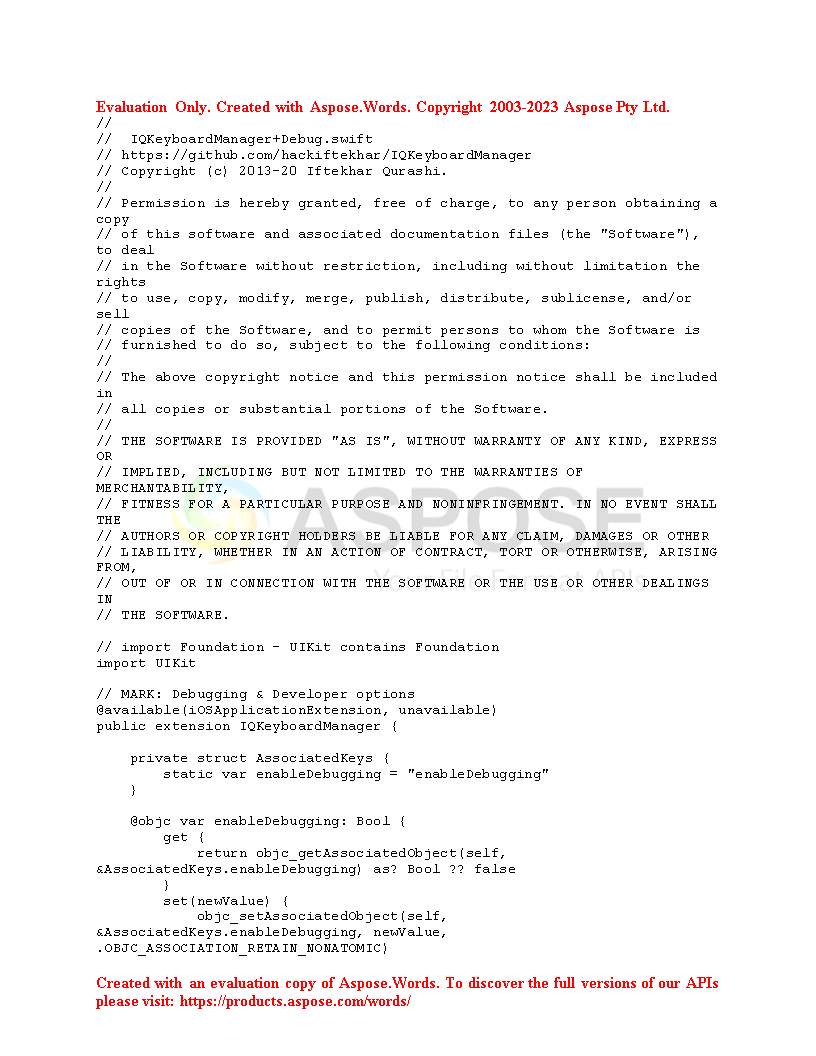 Evaluation Only. Created with Aspose.Words. Copyright 2003-2023 Aspose Pty Ltd.
//
//  IQKeyboardManager+Debug.swift
// https://github.com/hackiftekhar/IQKeyboardManager
// Copyright (c) 2013-20 Iftekhar Qurashi.
//
// Permission is hereby granted, free of charge, to any person obtaining a
copy
// of this software and associated documentation files (the "Software"),
to deal
// in the Software without restriction, including without limitation the
rights
// to use, copy, modify, merge, publish, distribute, sublicense, and/or
sell
// copies of the Software, and to permit persons to whom the Software is
// furnished to do so, subject to the following conditions:
//
// The above copyright notice and this permission notice shall be included
in
// all copies or substantial portions of the Software.
//
// THE SOFTWARE IS PROVIDED "AS IS", WITHOUT WARRANTY OF ANY KIND, EXPRESS
OR
// IMPLIED, INCLUDING BUT NOT LIMITED TO THE WARRANTIES OF
MERCHANTABILITY,
// FITNESS FOR A PARTICULAR PURPOSE AND NONINFRINGEMENT. IN NO EVENT SHALL
THE
// AUTHORS OR COPYRIGHT HOLDERS BE LIABLE FOR ANY CLAIM, DAMAGES OR OTHER
// LIABILITY, WHETHER IN AN ACTION OF CONTRACT, TORT OR OTHERWISE, ARISING
FROM,
// OUT OF OR IN CONNECTION WITH THE SOFTWARE OR THE USE OR OTHER DEALINGS
IN
// THE SOFTWARE.
ASPOSE
Your File Format APIs

// import Foundation - UIKit contains Foundation
import UIKit

// MARK: Debugging & Developer options
@available(iOSApplicationExtension, unavailable)
public extension IQKeyboardManager {

    private struct AssociatedKeys {
        static var enableDebugging = "enableDebugging"
    }

    @objc var enableDebugging: Bool {
        get {
            return objc_getAssociatedObject(self,
&AssociatedKeys.enableDebugging) as? Bool ?? false
        }
        set(newValue) {
            objc_setAssociatedObject(self,
&AssociatedKeys.enableDebugging, newValue,
.OBJC_ASSOCIATION_RETAIN_NONATOMIC)

Created with an evaluation copy of Aspose.Words. To discover the full versions of our APIs
please visit: https://products.aspose.com/words/